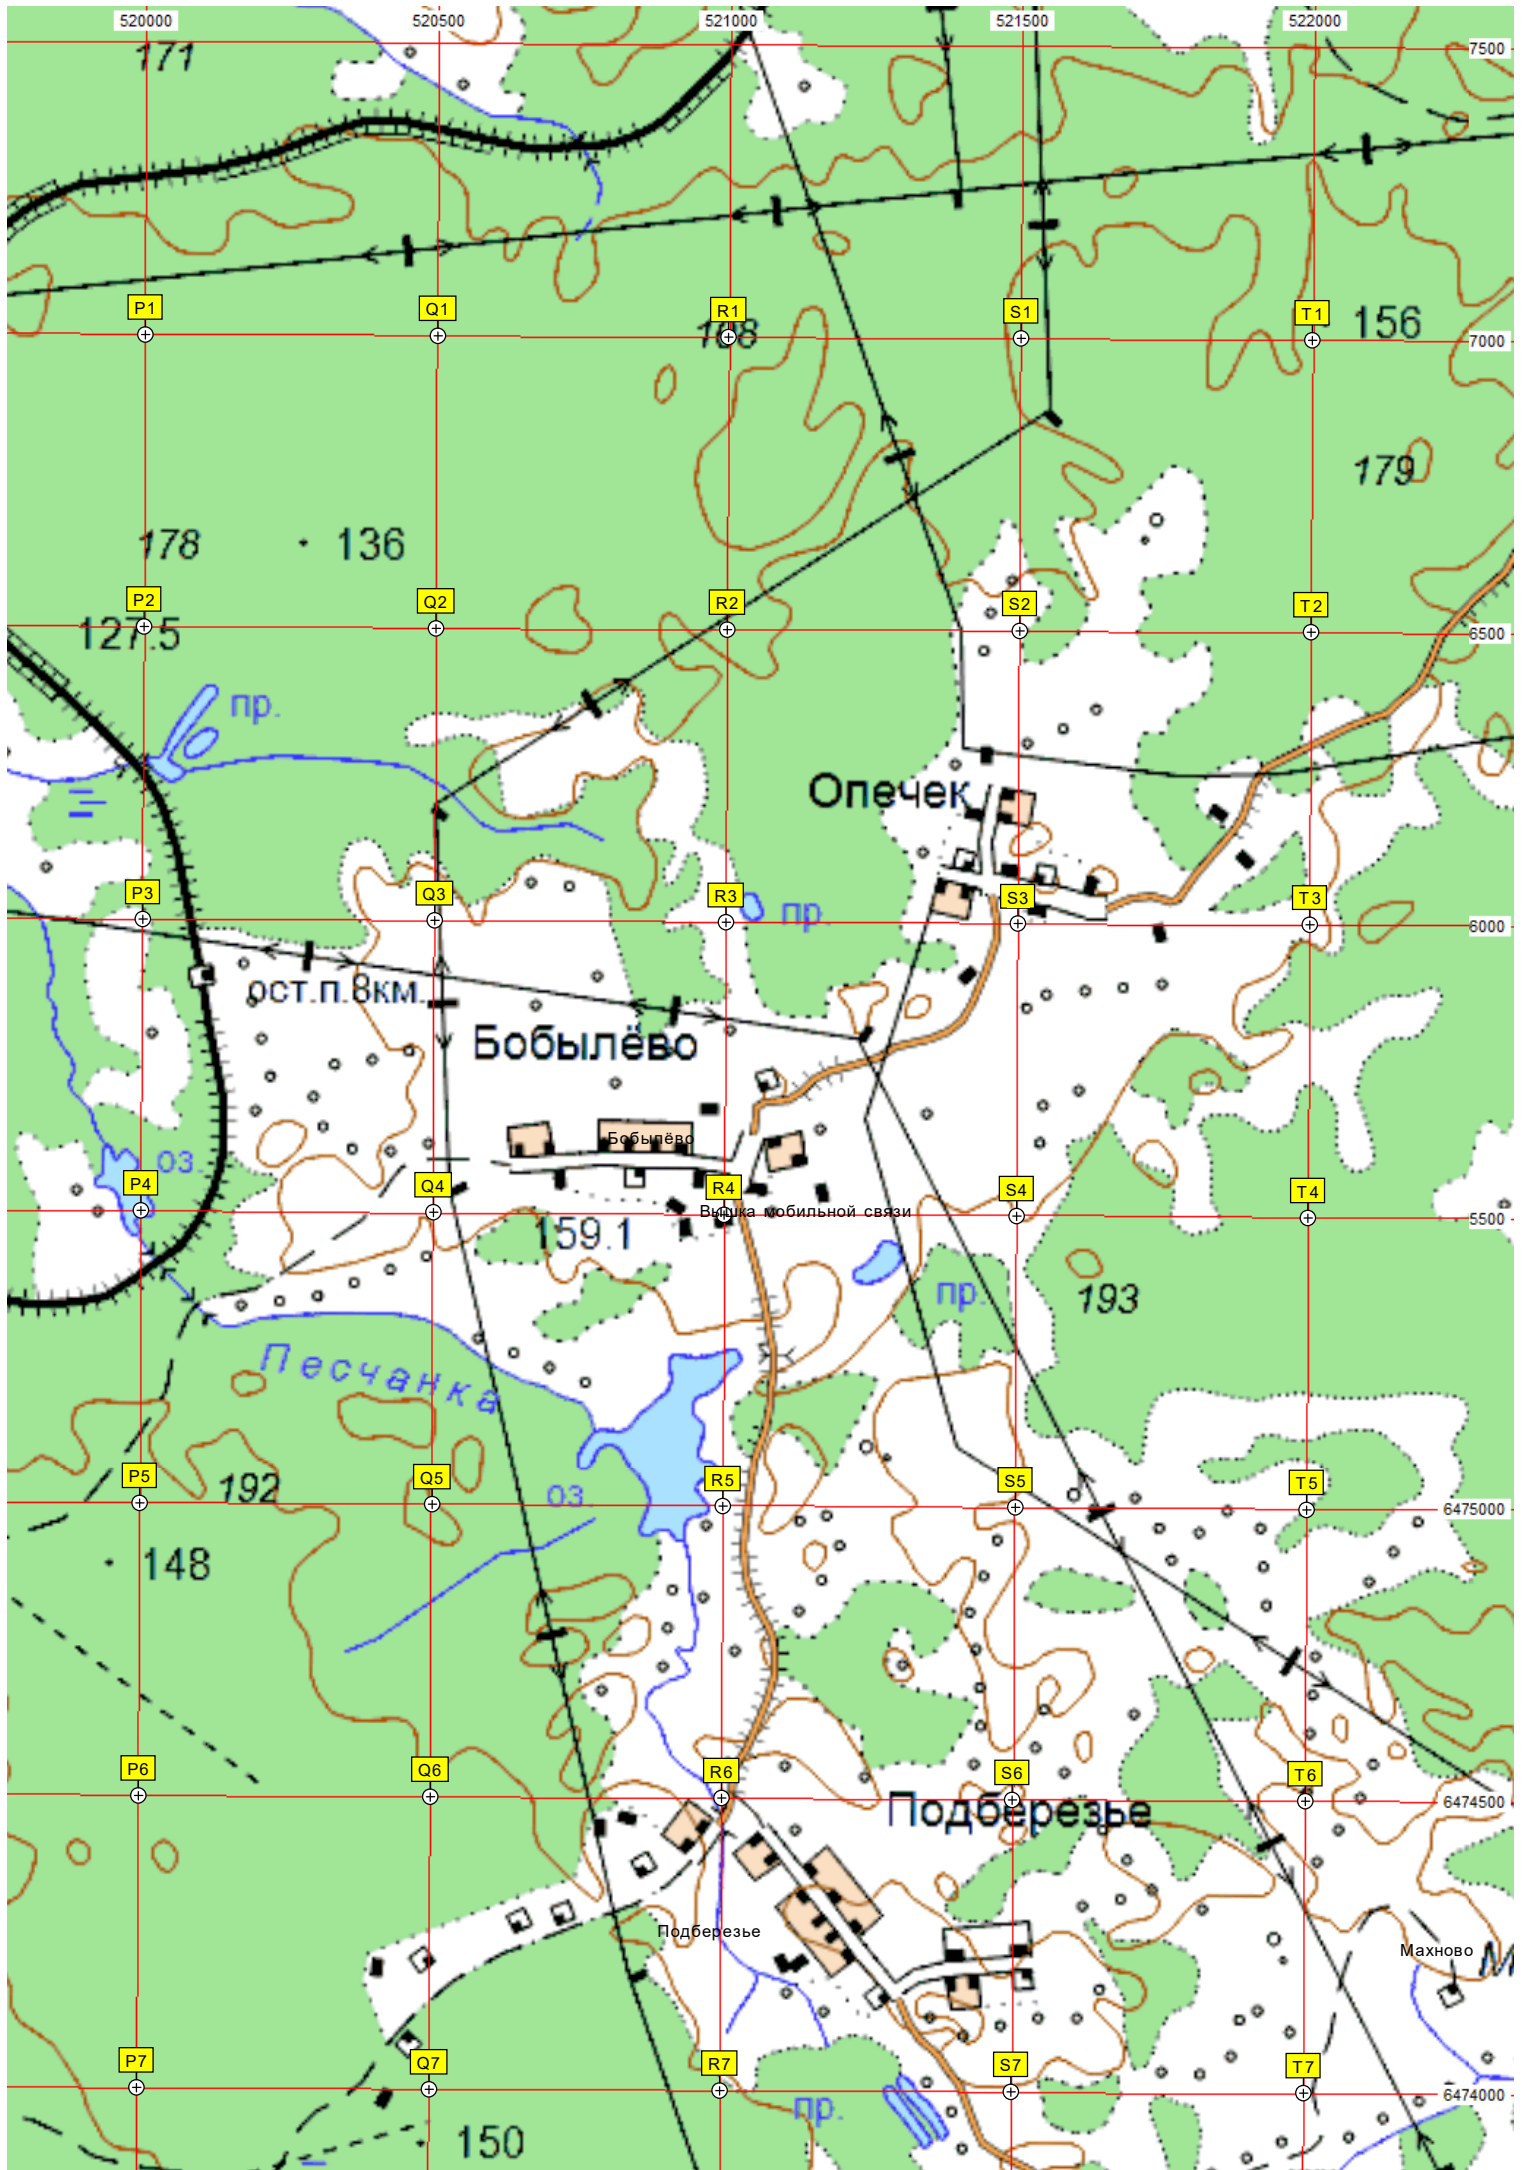 520000 520500 521000 521500 522000
171
7500
P1 Q1 R1 S1 T1
168
156
7000
179
178
136
P2 Q2 R2 S2 T2
127.5
6500
пр.
Опечек
P3 Q3 R3 S3 T3
пр.
6000
ост.п.8км.
Бобылёво
Бобылёво
оз.
P4 Q4 R4 S4 T4
Вышка мобильной связи
5500
159.1
пр.
193
Песчанка
P5 Q5 R5 S5 T5
192
оз.
6475000
148
P6 Q6 R6 S6 T6
Подберезье
6474500
Подберезье
Махново
М
P7 Q7 R7 S7 T7
пр.
6474000
150